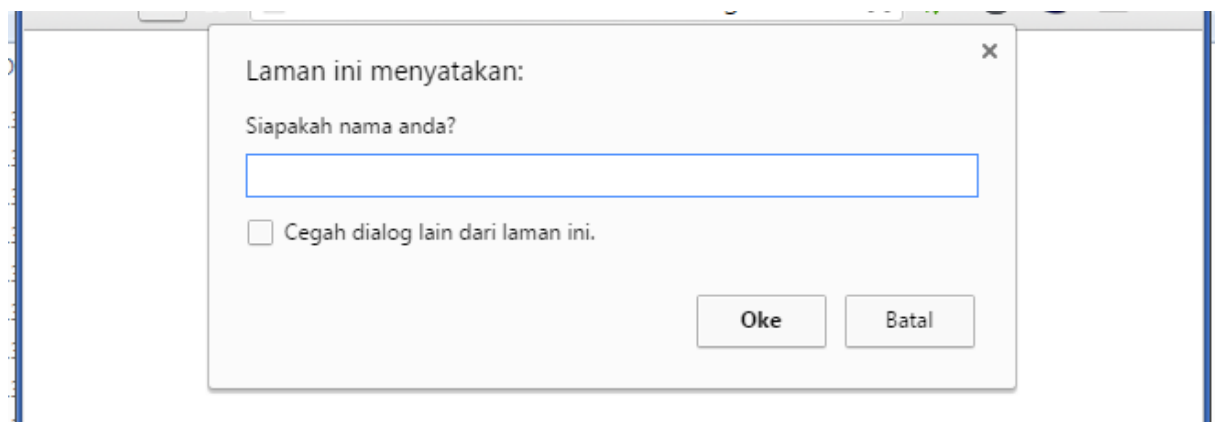 Laman ini menyatakan:
Siapakah nama anda?
Cegah dialog lain dari laman ini.
Oke
Batal